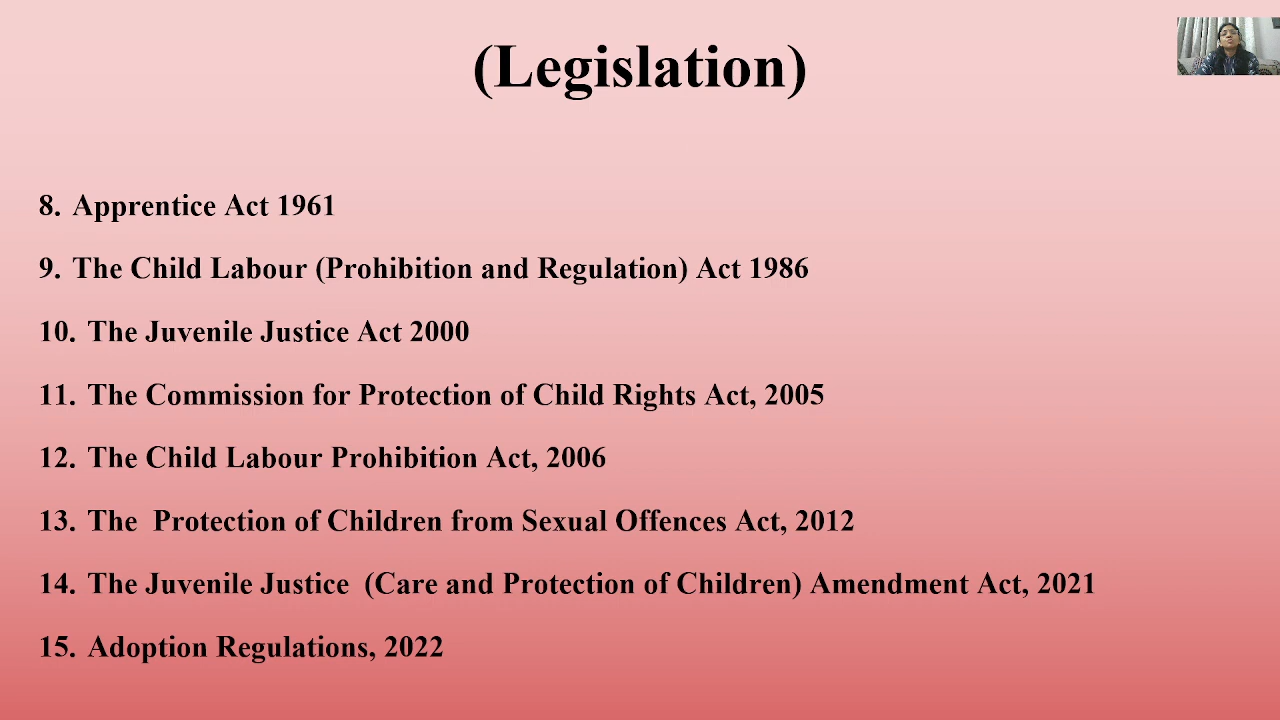 (Legislation)
8. Apprentice Act 1961
9. The Child Labour (Prohibition and Regulation) Act 1986
10. The Juvenile Justice Act 2000
11. The Commission for Protection of Child Rights Act, 2005
12. The Child Labour Prohibition Act, 2006
13. The  Protection of Children from Sexual Offences Act, 2012
14. The Juvenile Justice  (Care and Protection of Children) Amendment Act, 2021
15. Adoption Regulations, 2022